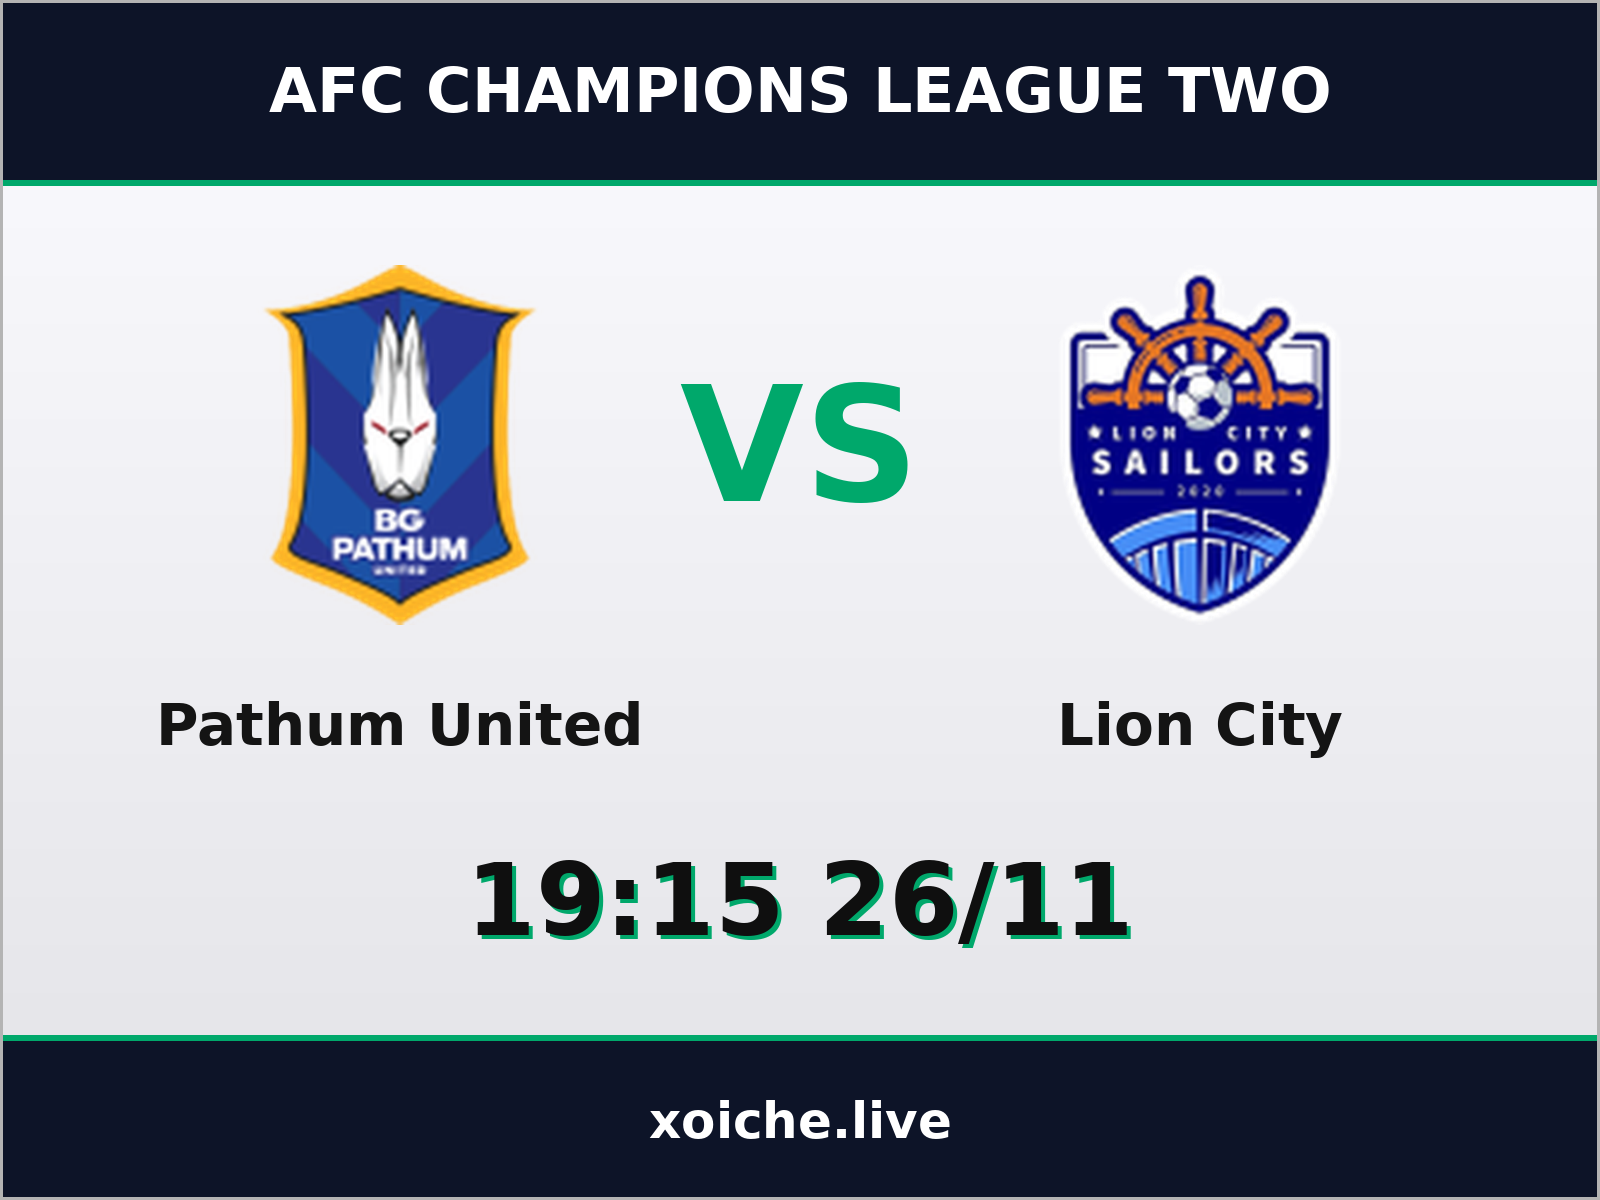 AFC CHAMPIONS LEAGUE TWO
BG
PATHUM
UNITED
VS
LION CITY
SAILORS
2020
Pathum United
Lion City
19:15 26/11
xoiche.live